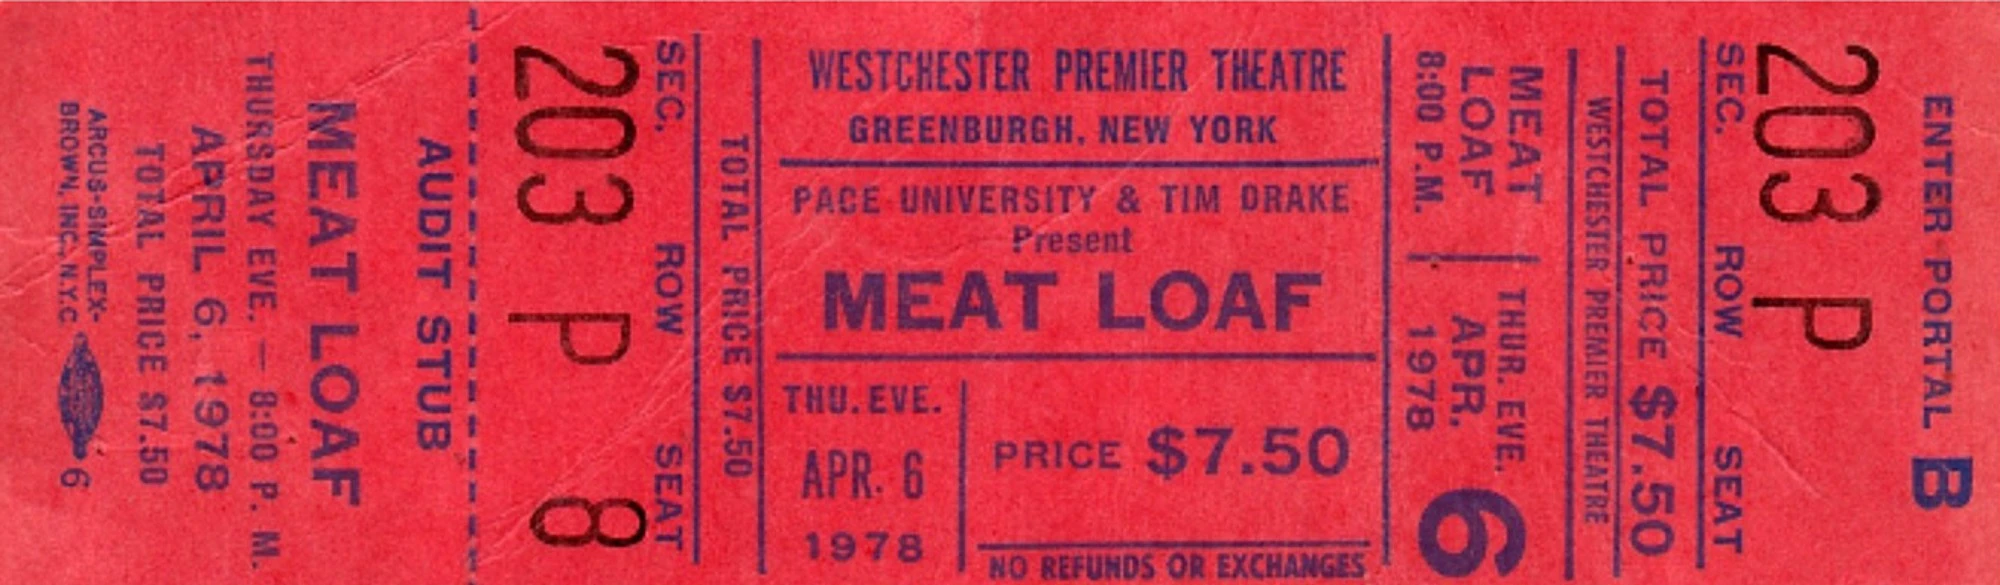 ARCUS-SIMPLEX-
BROWN, INC., N.Y.C. 6
MEAT LOAF
THURSDAY EVE. — 8:00 P. M.
APRIL 6, 1978
TOTAL PRICE $7.50
AUDIT STUB
SEC. ROW SEAT
203 P 8
TOTAL PRICE $7.50
WESTCHESTER PREMIER THEATRE
GREENBURGH, NEW YORK
PACE UNIVERSITY & TIM DRAKE
Present
MEAT LOAF
THU. EVE.
APR. 6
1978
PRICE $7.50
NO REFUNDS OR EXCHANGES
MEAT
LOAF
8:00 P.M.
THUR. EVE.
APR.
1978
6
WESTCHESTER PREMIER THEATRE
TOTAL PRICE $7.50
SEC. ROW SEAT
203 P
ENTER PORTAL B